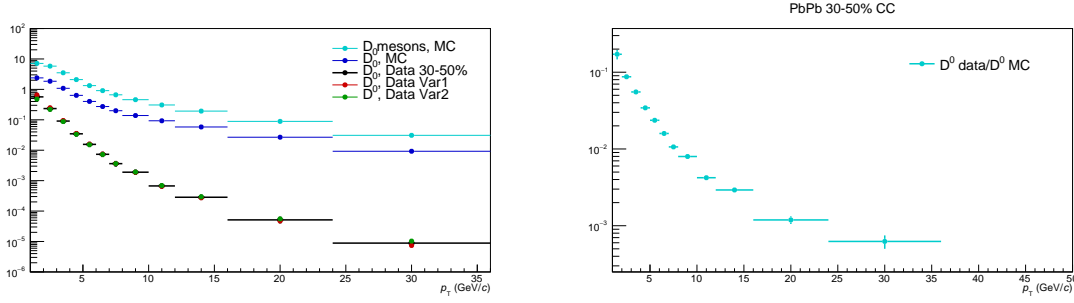 10²
10
1
10⁻¹
10⁻²
10⁻³
10⁻⁴
10⁻⁵
10⁻⁶
D₀mesons, MC
D₀, MC
D₀, Data 30-50%
D₀, Data Var1
D , Data Var2
5 10 15 20 25 30 35
p_T (GeV/c)
PbPb 30-50% CC
10⁻¹
10⁻²
10⁻³
D⁰ data/D⁰ MC
5 10 15 20 25 30 35 40 45 50
p_T (GeV/c)